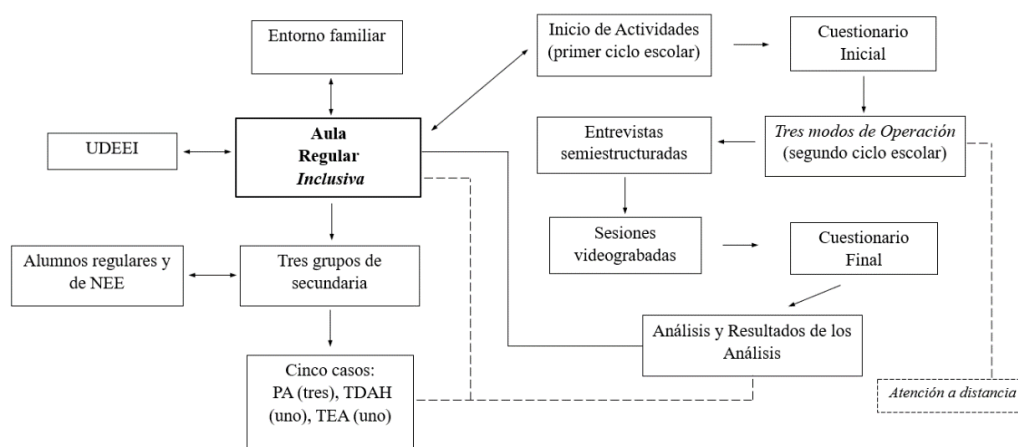 Entorno familiar
Inicio de Actividades
(primer ciclo escolar)
Cuestionario
Inicial
UDEEI
Aula
Regular
Inclusiva
Entrevistas
semiestructuradas
Tres modos de Operación
(segundo ciclo escolar)
Alumnos regulares y
de NEE
Tres grupos de
secundaria
Sesiones
videograbadas
Cuestionario
Final
Análisis y Resultados de los
Análisis
Cinco casos:
PA (tres), TDAH
(uno), TEA (uno)
Atención a distancia